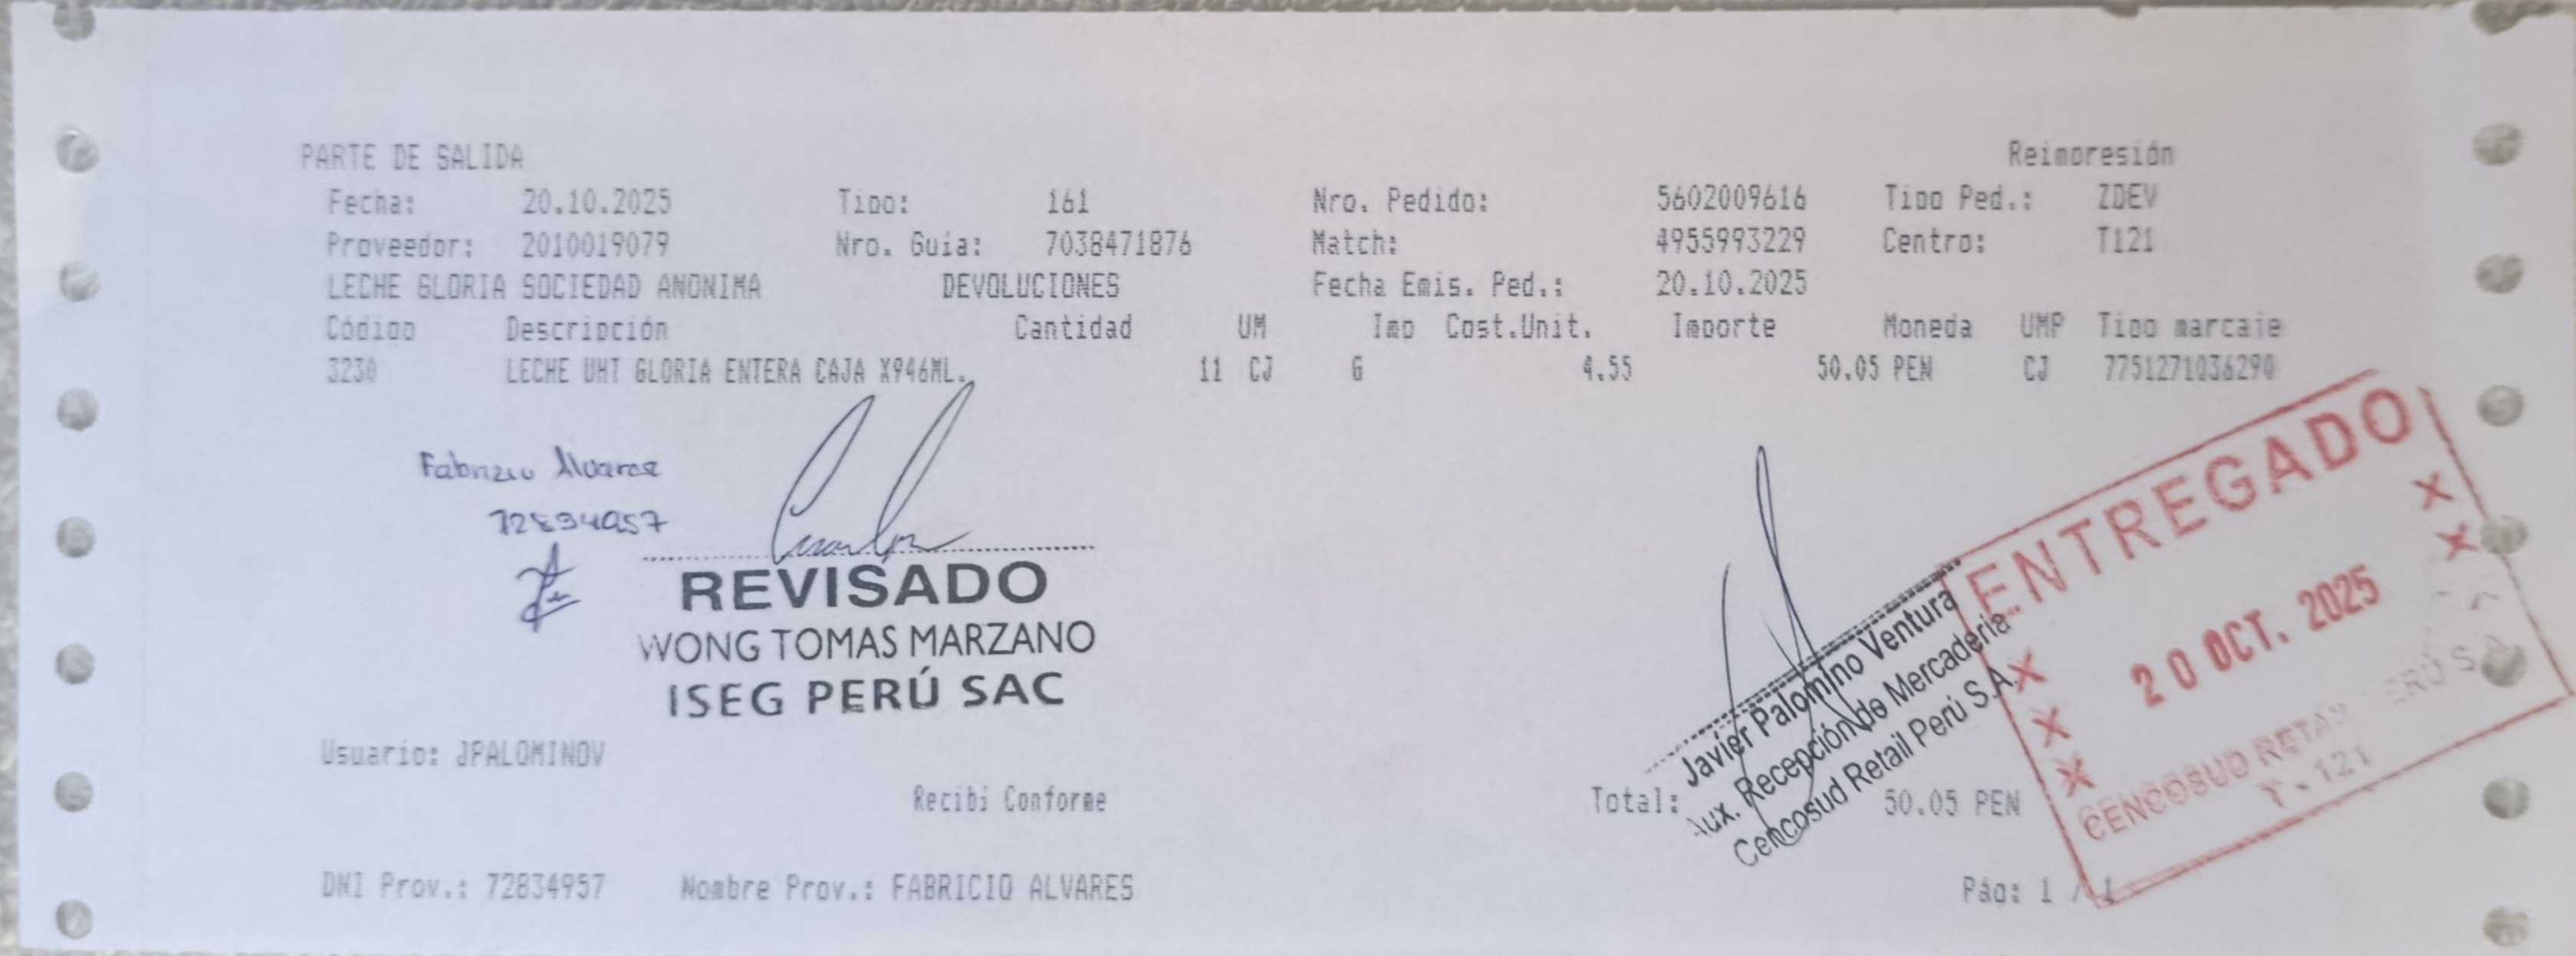 PARTE DE SALIDA Reimpresión
Fecha: 20.10.2025 Tipo: 161 Nro. Pedido: 5602009616 Tipo Ped.: ZDEV
Proveedor: 2010019079 Nro. Guia: 7038471876 Match: 4955993229 Centro: T121
LECHE GLORIA SOCIEDAD ANONIMA DEVOLUCIONES Fecha Emis. Ped.: 20.10.2025
Código Descripción Cantidad UM Imp Cost.Unit. Importe Moneda UMP Tipo marcaje
3230 LECHE UHT GLORIA ENTERA CAJA X946ML. 11 CJ G 4.55 50.05 PEN CJ 7751271036290
Fabrizio Alvarez
72834957
REVISADO
WONG TOMAS MARZANO
ISEG PERÚ SAC
Javier Palomino Ventura
Aux. Recepción de Mercadería
Cencosud Retail Perú S.A.
ENTREGADO
20 OCT. 2025
CENCOSUD RETAIL PERÚ S.A.
T-121
Usuario: JPALOMINOV
Recibi Conforme Total: 50.05 PEN
DNI Prov.: 72834957 Nombre Prov.: FABRICIO ALVARES Pág: 1 / 1